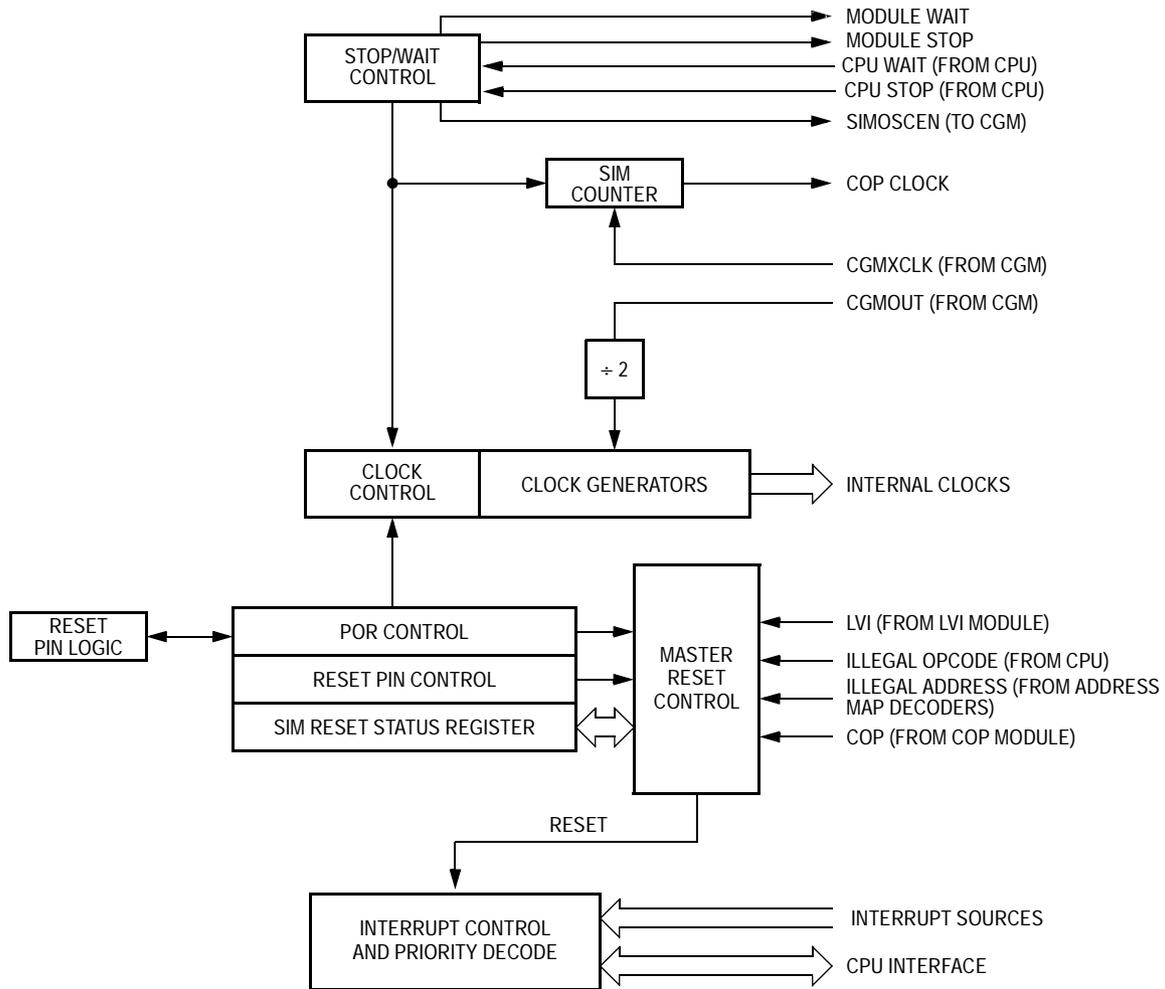 MODULE WAIT
MODULE STOP
STOP/WAIT
CONTROL
CPU WAIT (FROM CPU)
CPU STOP (FROM CPU)
SIMOSCEN (TO CGM)
SIM
COUNTER
COP CLOCK
CGMXCLK (FROM CGM)
CGMOUT (FROM CGM)
÷ 2
CLOCK
CONTROL
CLOCK GENERATORS
INTERNAL CLOCKS
RESET
PIN LOGIC
POR CONTROL
RESET PIN CONTROL
SIM RESET STATUS REGISTER
MASTER
RESET
CONTROL
LVI (FROM LVI MODULE)
ILLEGAL OPCODE (FROM CPU)
ILLEGAL ADDRESS (FROM ADDRESS
MAP DECODERS)
COP (FROM COP MODULE)
RESET
INTERRUPT CONTROL
AND PRIORITY DECODE
INTERRUPT SOURCES
CPU INTERFACE